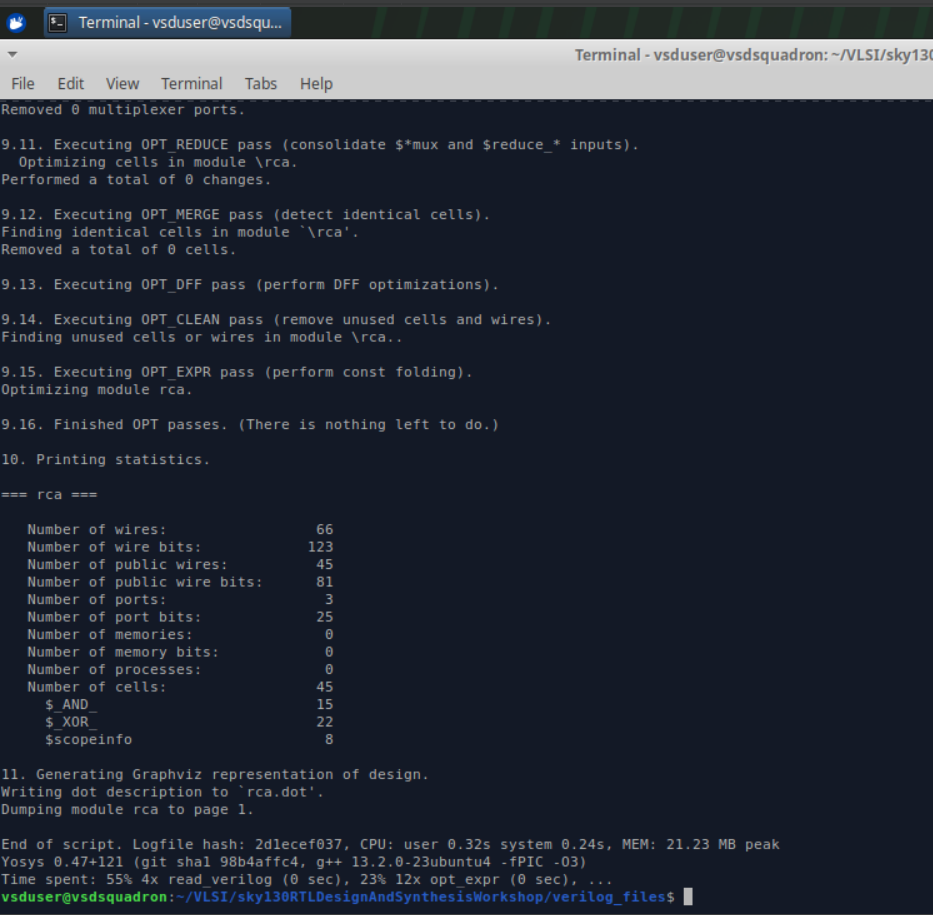 Terminal - vsduser@vsdsqu...
Terminal - vsduser@vsdsquadron: ~/VLSI/sky130
File Edit View Terminal Tabs Help
Removed 0 multiplexer ports.
9.11. Executing OPT_REDUCE pass (consolidate $*mux and $reduce_* inputs).
Optimizing cells in module \rca.
Performed a total of 0 changes.
9.12. Executing OPT_MERGE pass (detect identical cells).
Finding identical cells in module `\rca'.
Removed a total of 0 cells.
9.13. Executing OPT_DFF pass (perform DFF optimizations).
9.14. Executing OPT_CLEAN pass (remove unused cells and wires).
Finding unused cells or wires in module \rca..
9.15. Executing OPT_EXPR pass (perform const folding).
Optimizing module rca.
9.16. Finished OPT passes. (There is nothing left to do.)
10. Printing statistics.
=== rca ===
Number of wires: 66
Number of wire bits: 123
Number of public wires: 45
Number of public wire bits: 81
Number of ports: 3
Number of port bits: 25
Number of memories: 0
Number of memory bits: 0
Number of processes: 0
Number of cells: 45
$_AND_ 15
$_XOR_ 22
$scopeinfo 8
11. Generating Graphviz representation of design.
Writing dot description to `rca.dot'.
Dumping module rca to page 1.
End of script. Logfile hash: 2d1ecef037, CPU: user 0.32s system 0.24s, MEM: 21.23 MB peak
Yosys 0.47+121 (git sha1 98b4affc4, g++ 13.2.0-23ubuntu4 -fPIC -O3)
Time spent: 55% 4x read_verilog (0 sec), 23% 12x opt_expr (0 sec), ...
vsduser@vsdsquadron:~/VLSI/sky130RTLDesignAndSynthesisWorkshop/verilog_files$